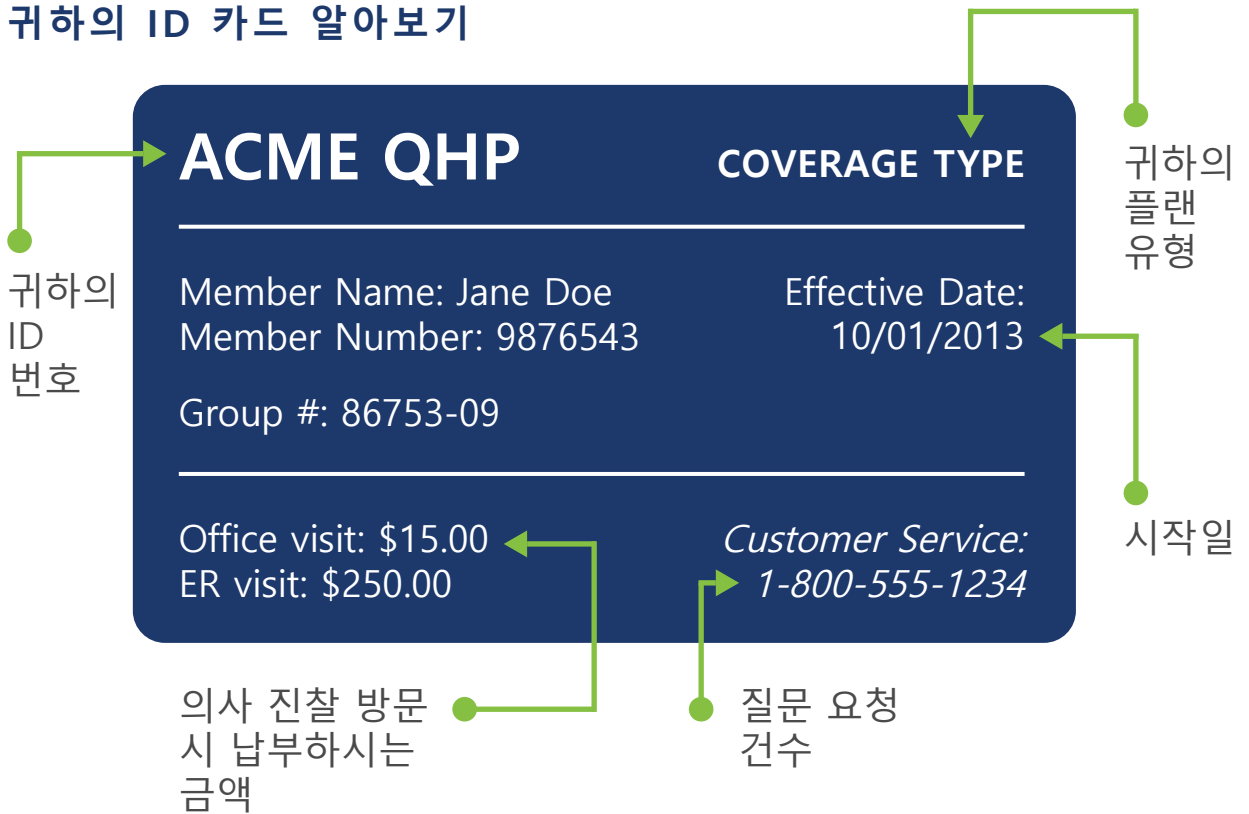 귀하의 ID 카드 알아보기
ACME QHP
COVERAGE TYPE
귀하의
플랜
유형
귀하의
ID
번호
Member Name: Jane Doe
Member Number: 9876543
Effective Date:
10/01/2013
Group #: 86753-09
시작일
Office visit: $15.00
ER visit: $250.00
Customer Service:
1-800-555-1234
의사 진찰 방문
시 납부하시는
금액
질문 요청
건수